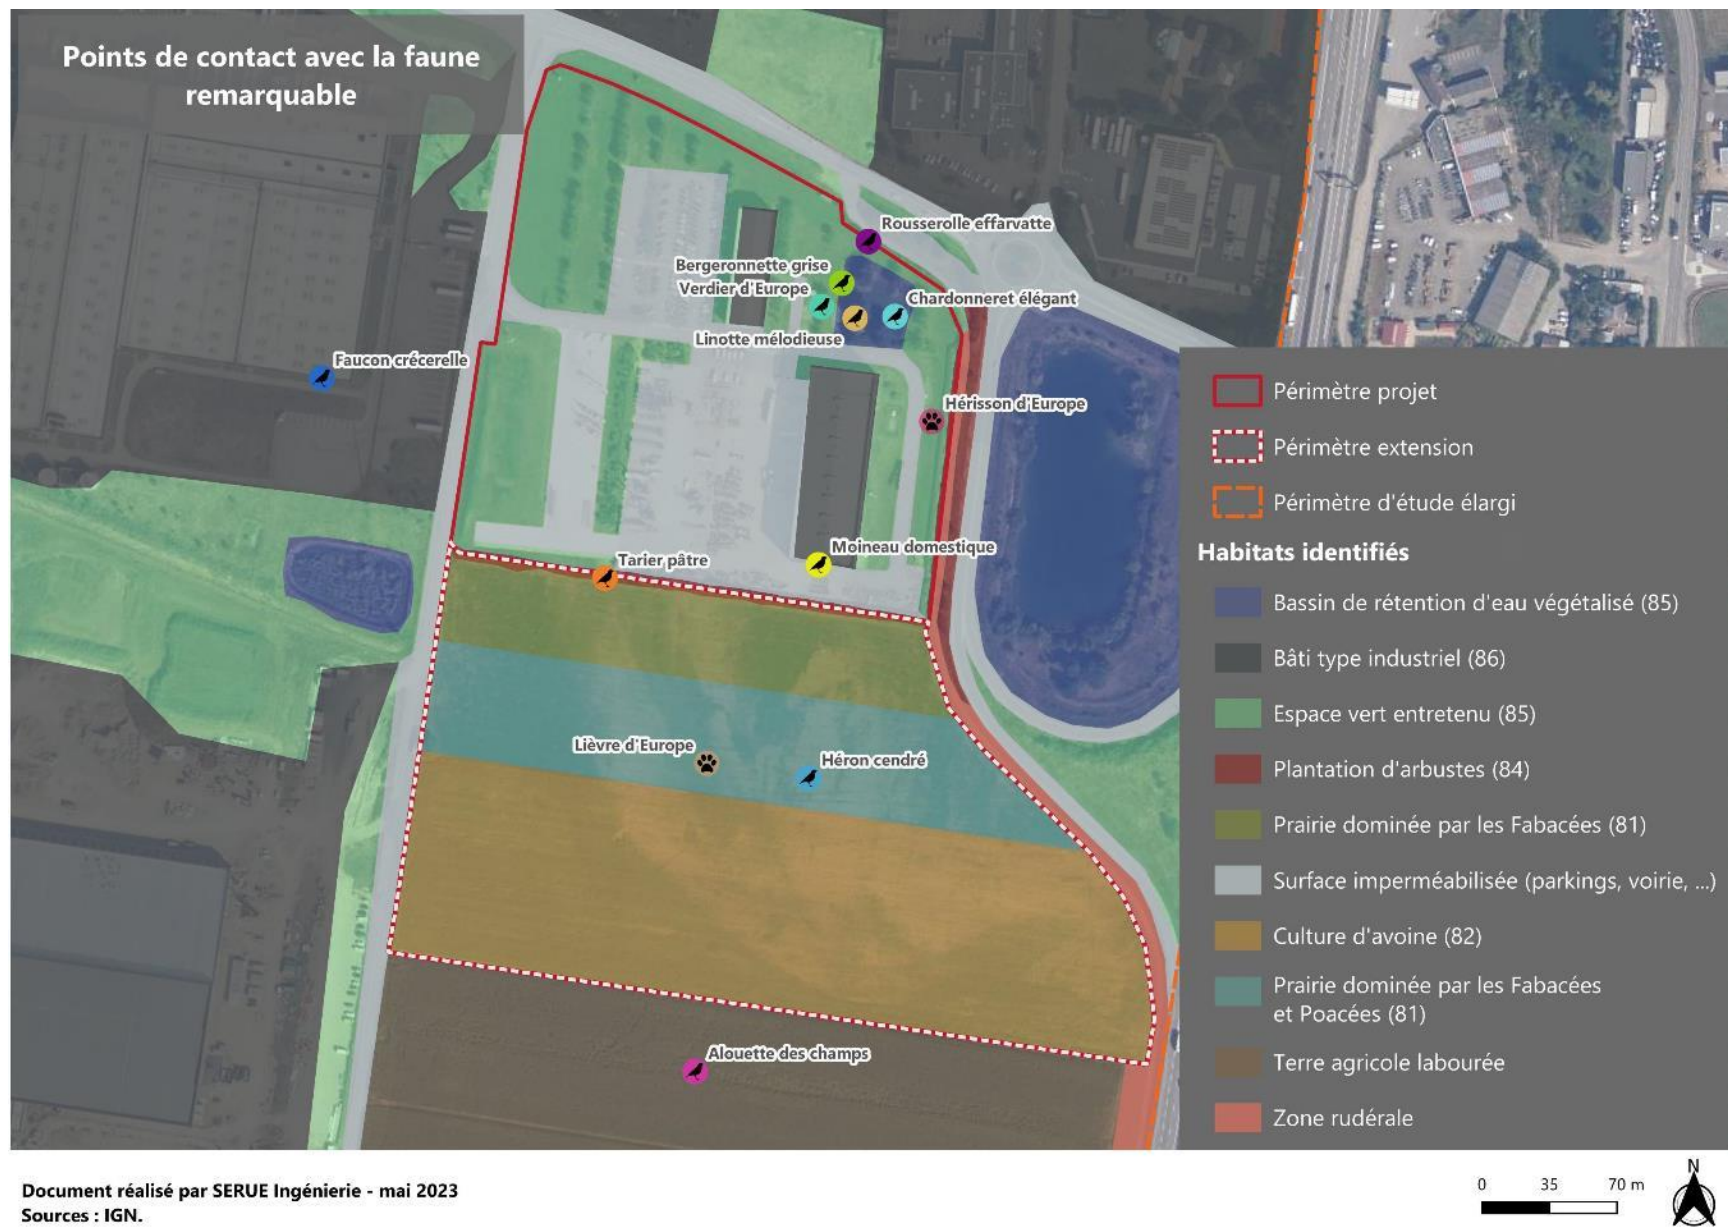 Points de contact avec la faune
remarquable
Rousserolle effarvatte
Bergeronnette grise
Verdier d'Europe
Chardonneret élégant
Linotte mélodieuse
Faucon crécerelle
Hérisson d'Europe
Moineau domestique
Tarier pâtre
Lièvre d'Europe
Héron cendré
Alouette des champs
Périmètre projet
Périmètre extension
Périmètre d'étude élargi
Habitats identifiés
Bassin de rétention d'eau végétalisé (85)
Bâti type industriel (86)
Espace vert entretenu (85)
Plantation d'arbustes (84)
Prairie dominée par les Fabacées (81)
Surface imperméabilisée (parkings, voirie, ...)
Culture d'avoine (82)
Prairie dominée par les Fabacées
et Poacées (81)
Terre agricole labourée
Zone rudérale
Document réalisé par SERUE Ingénierie - mai 2023
Sources : IGN.
0 35 70 m
N